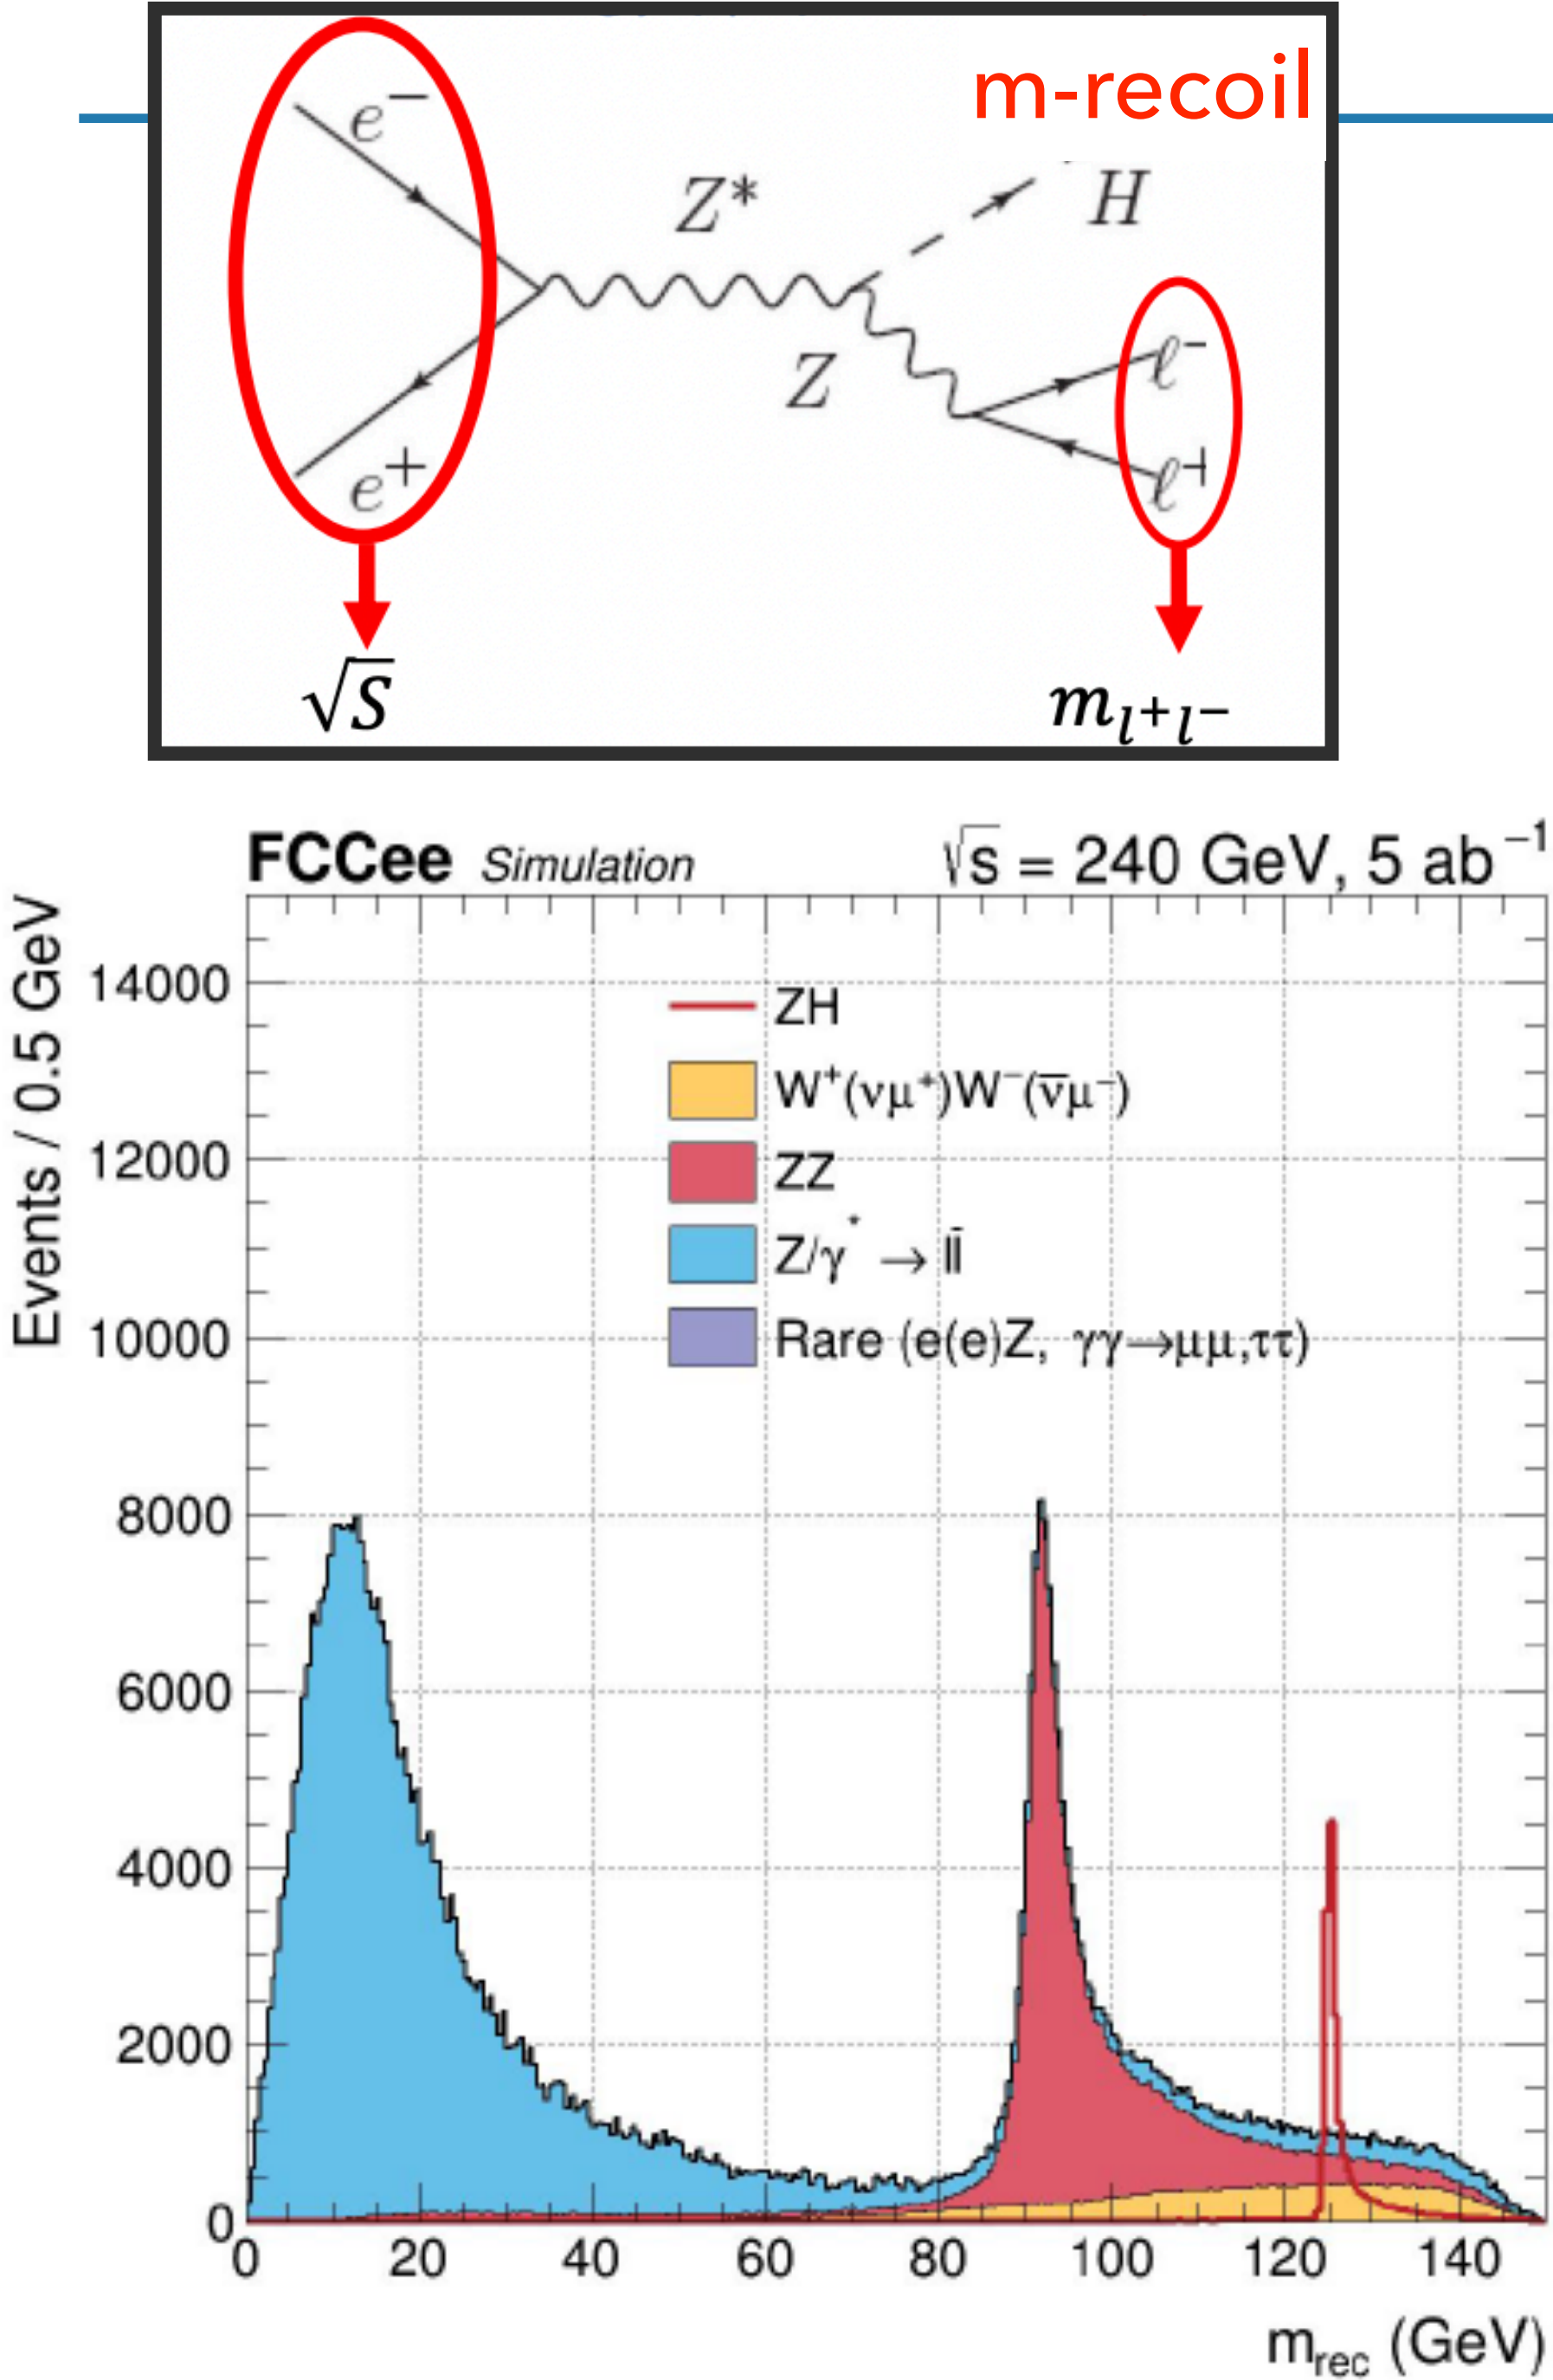 m-recoil
e−
Z*
H
Z
ℓ−
ℓ+
e+
√S
m_{l+l−}
FCCee Simulation √s = 240 GeV, 5 ab⁻¹
Events / 0.5 GeV
14000
12000
10000
8000
6000
4000
2000
0
ZH
W⁺(νμ⁺)W⁻(ν̅μ⁻)
ZZ
Z/γ* → ll̅
Rare (e(e)Z, γγ→μμ,ττ)
0 20 40 60 80 100 120 140
m_rec (GeV)